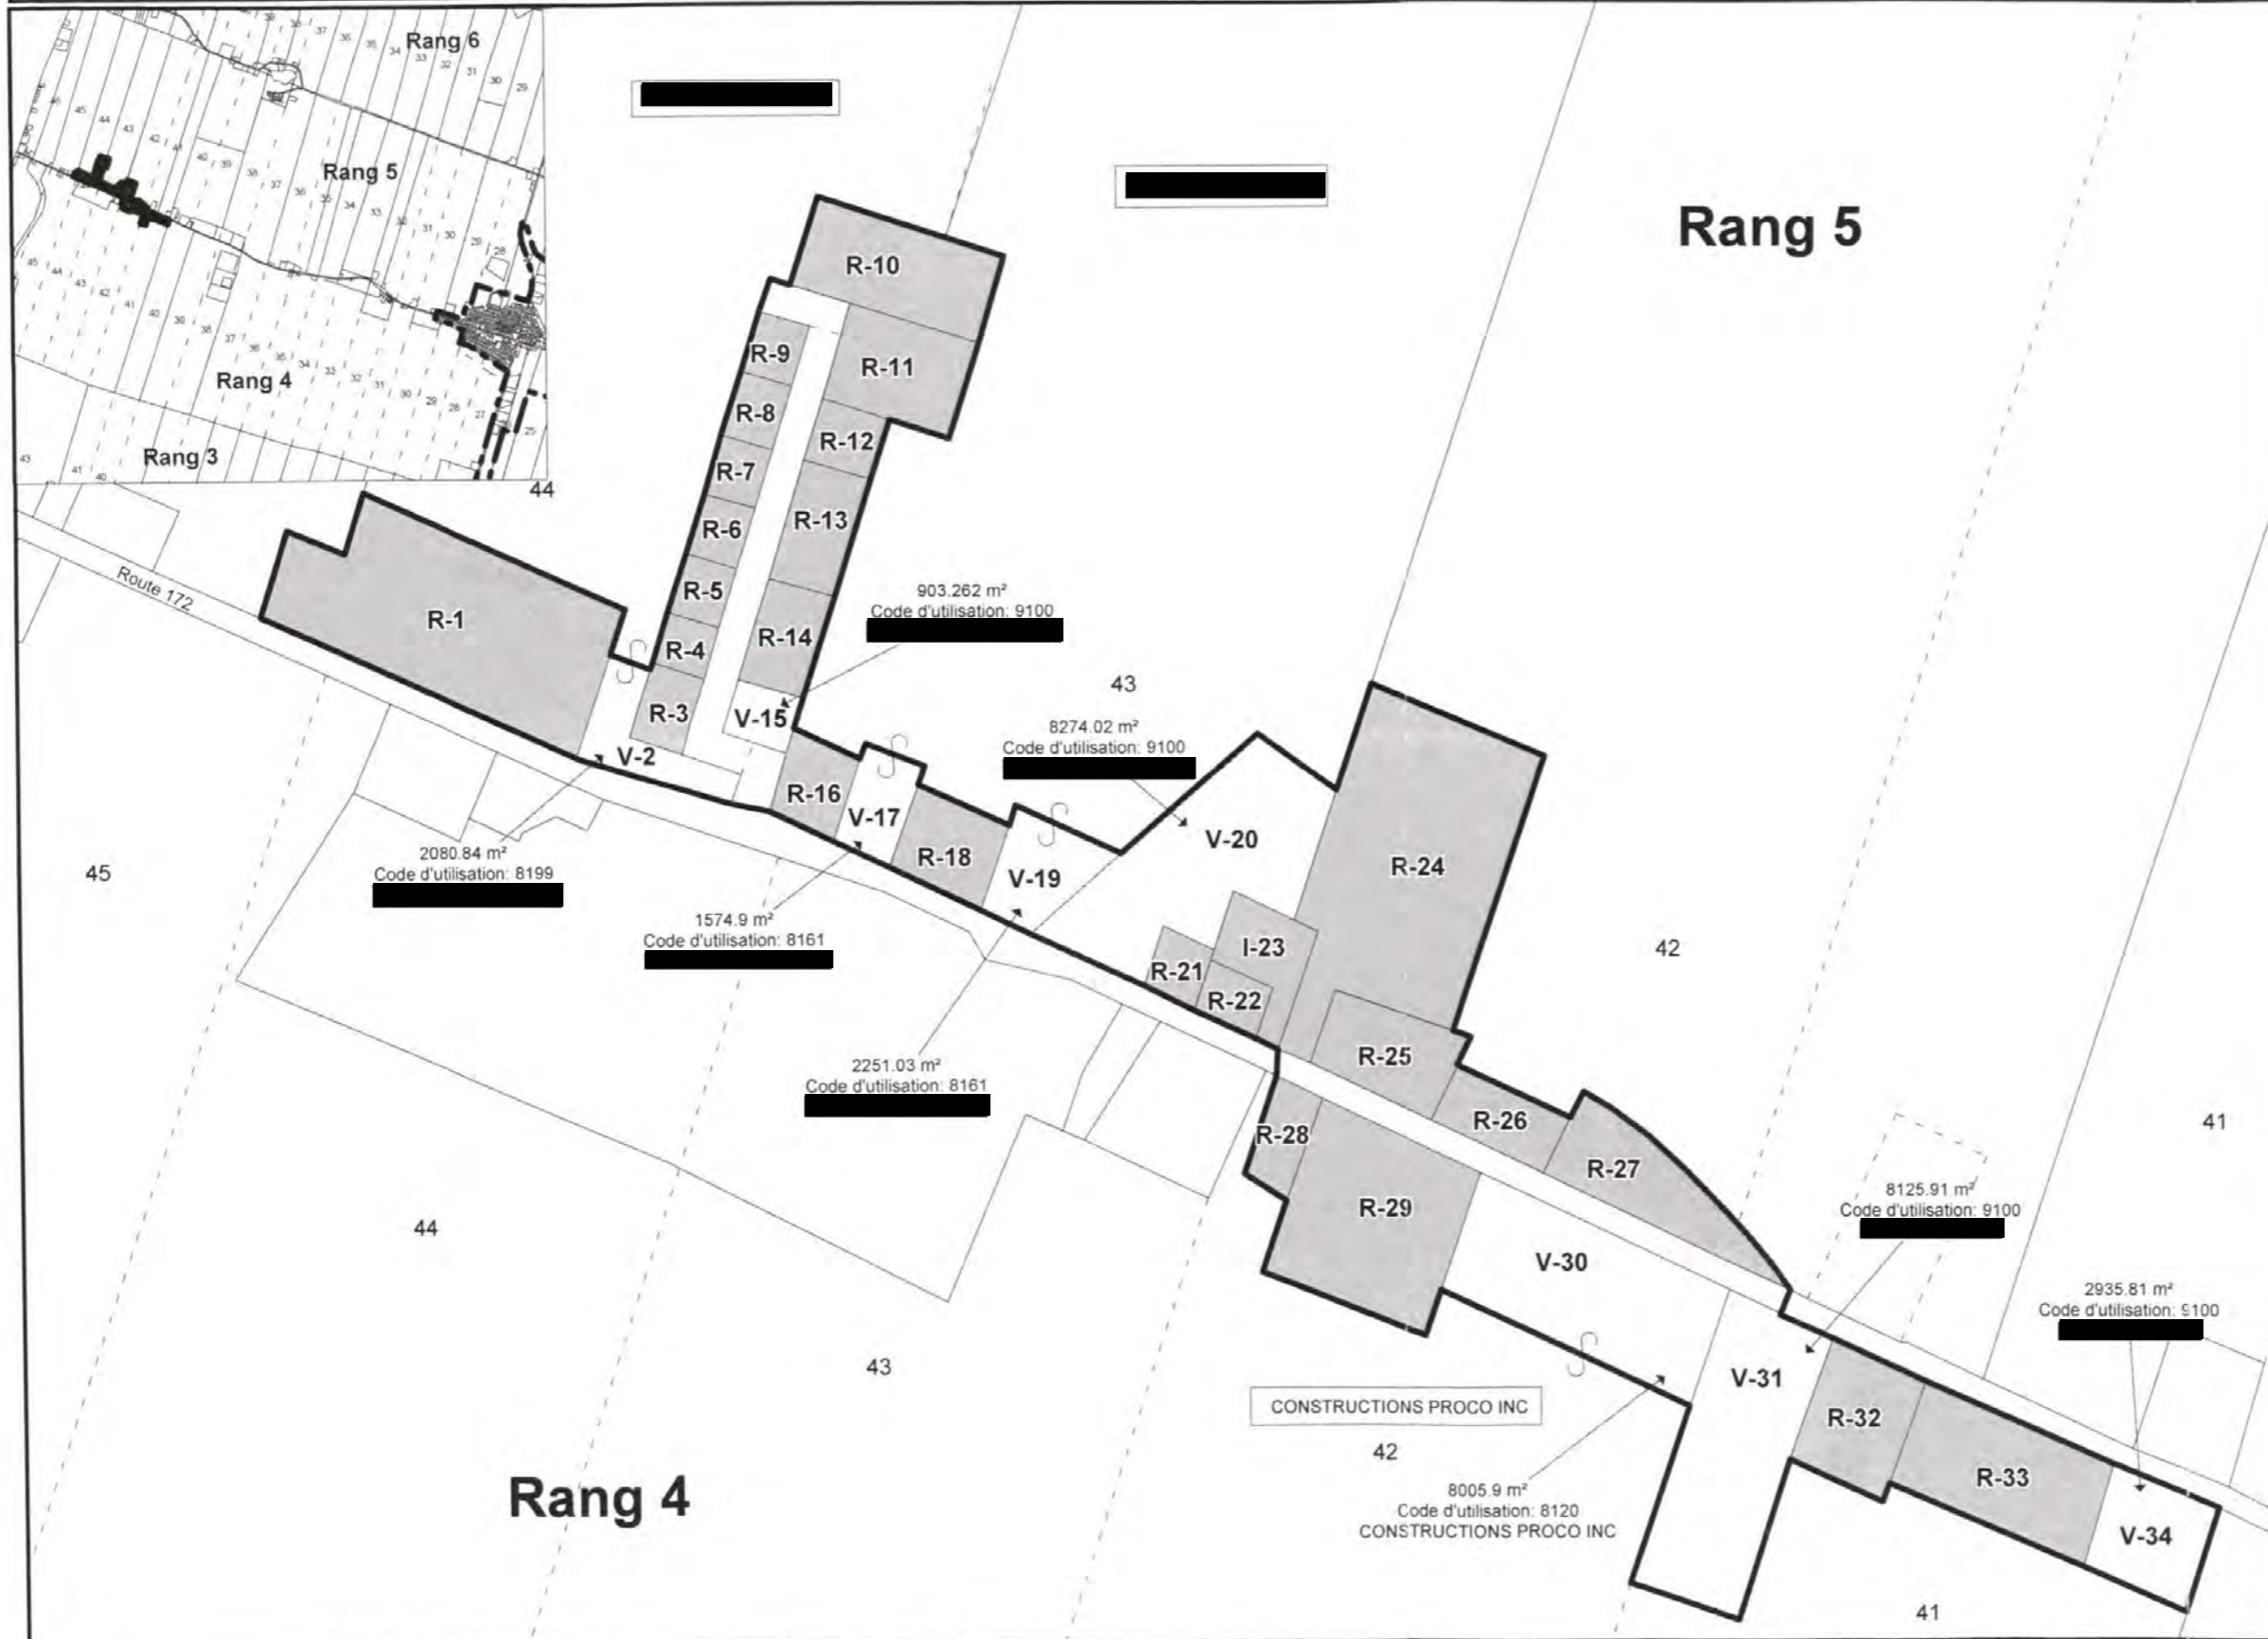 Rang 6
Rang 5
Rang 4
Rang 3
44
Rang 5
R-10
R-9
R-11
R-8
R-12
R-7
R-13
R-6
R-5
R-14
R-4
R-3
R-1
Route 172
903.262 m²
Code d'utilisation: 9100
43
V-15
V-2
8274.02 m²
Code d'utilisation: 9100
R-16
V-17
V-20
R-18
V-19
R-24
45
2080.84 m²
Code d'utilisation: 8199
1574.9 m²
Code d'utilisation: 8161
I-23
R-21
R-22
42
2251.03 m²
Code d'utilisation: 8161
R-25
R-26
R-28
R-27
41
R-29
44
8125.91 m²
Code d'utilisation: 9100
V-30
2935.81 m²
Code d'utilisation: 9100
43
V-31
CONSTRUCTIONS PROCO INC
R-32
42
R-33
Rang 4
8005.9 m²
Code d'utilisation: 8120
CONSTRUCTIONS PROCO INC
V-34
41